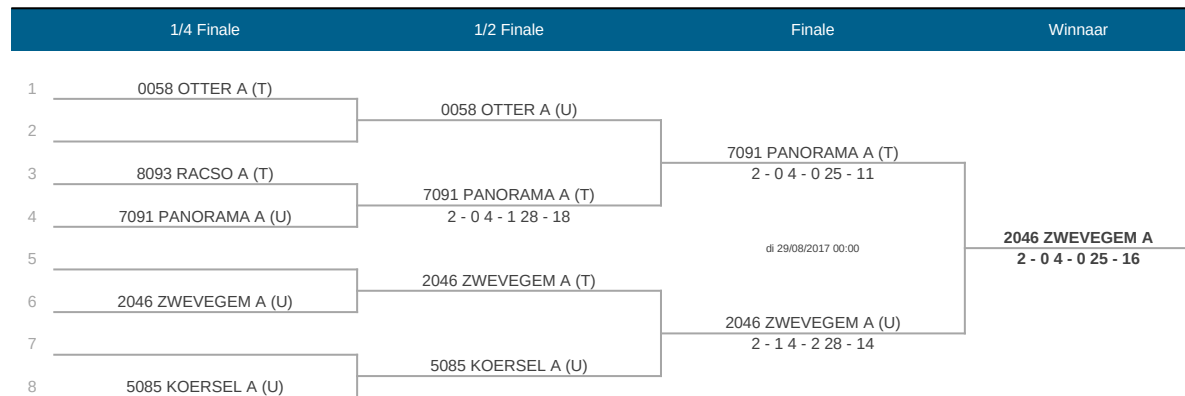 1/4 Finale 1/2 Finale Finale Winnaar
1 0058 OTTER A (T)
0058 OTTER A (U)
2
7091 PANORAMA A (T)
3 8093 RACSO A (T)
2 - 0 4 - 0 25 - 11
7091 PANORAMA A (T)
4 7091 PANORAMA A (U)
2 - 0 4 - 1 28 - 18
2046 ZWEVEGEM A
di 29/08/2017 00:00
5
2 - 0 4 - 0 25 - 16
2046 ZWEVEGEM A (T)
6 2046 ZWEVEGEM A (U)
2046 ZWEVEGEM A (U)
7
2 - 1 4 - 2 28 - 14
5085 KOERSEL A (U)
8 5085 KOERSEL A (U)